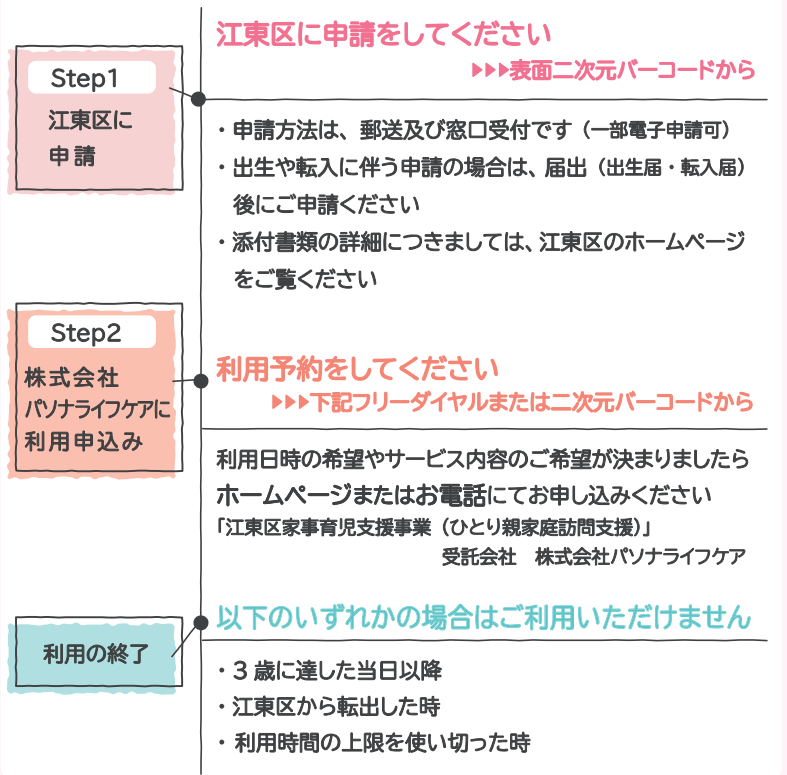 Step1
江東区に
申請
江東区に申請をしてください
▶▶▶表面二次元バーコードから
・申請方法は、郵送及び窓口受付です（一部電子申請可）
・出生や転入に伴う申請の場合は、届出（出生届・転入届）
後にご申請ください
・添付書類の詳細につきましては、江東区のホームページ
をご覧ください
Step2
株式会社
パソナライフケアに
利用申込み
利用予約をしてください
▶▶▶下記フリーダイヤルまたは二次元バーコードから
利用日時の希望やサービス内容のご希望が決まりましたら
ホームページまたはお電話にてお申し込みください
「江東区家事育児支援事業（ひとり親家庭訪問支援）」
受託会社　株式会社パソナライフケア
利用の終了
以下のいずれかの場合はご利用いただけません
・3歳に達した当日以降
・江東区から転出した時
・利用時間の上限を使い切った時